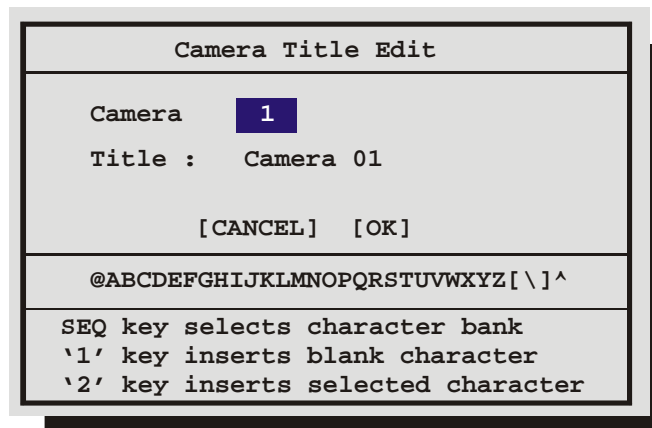 Camera Title Edit
Camera 1
Title : Camera 01
[CANCEL] [OK]
@ABCDEFGHIJKLMNOPQRSTUVWXYZ[\]^
SEQ key selects character bank
‘1’ key inserts blank character
‘2’ key inserts selected character